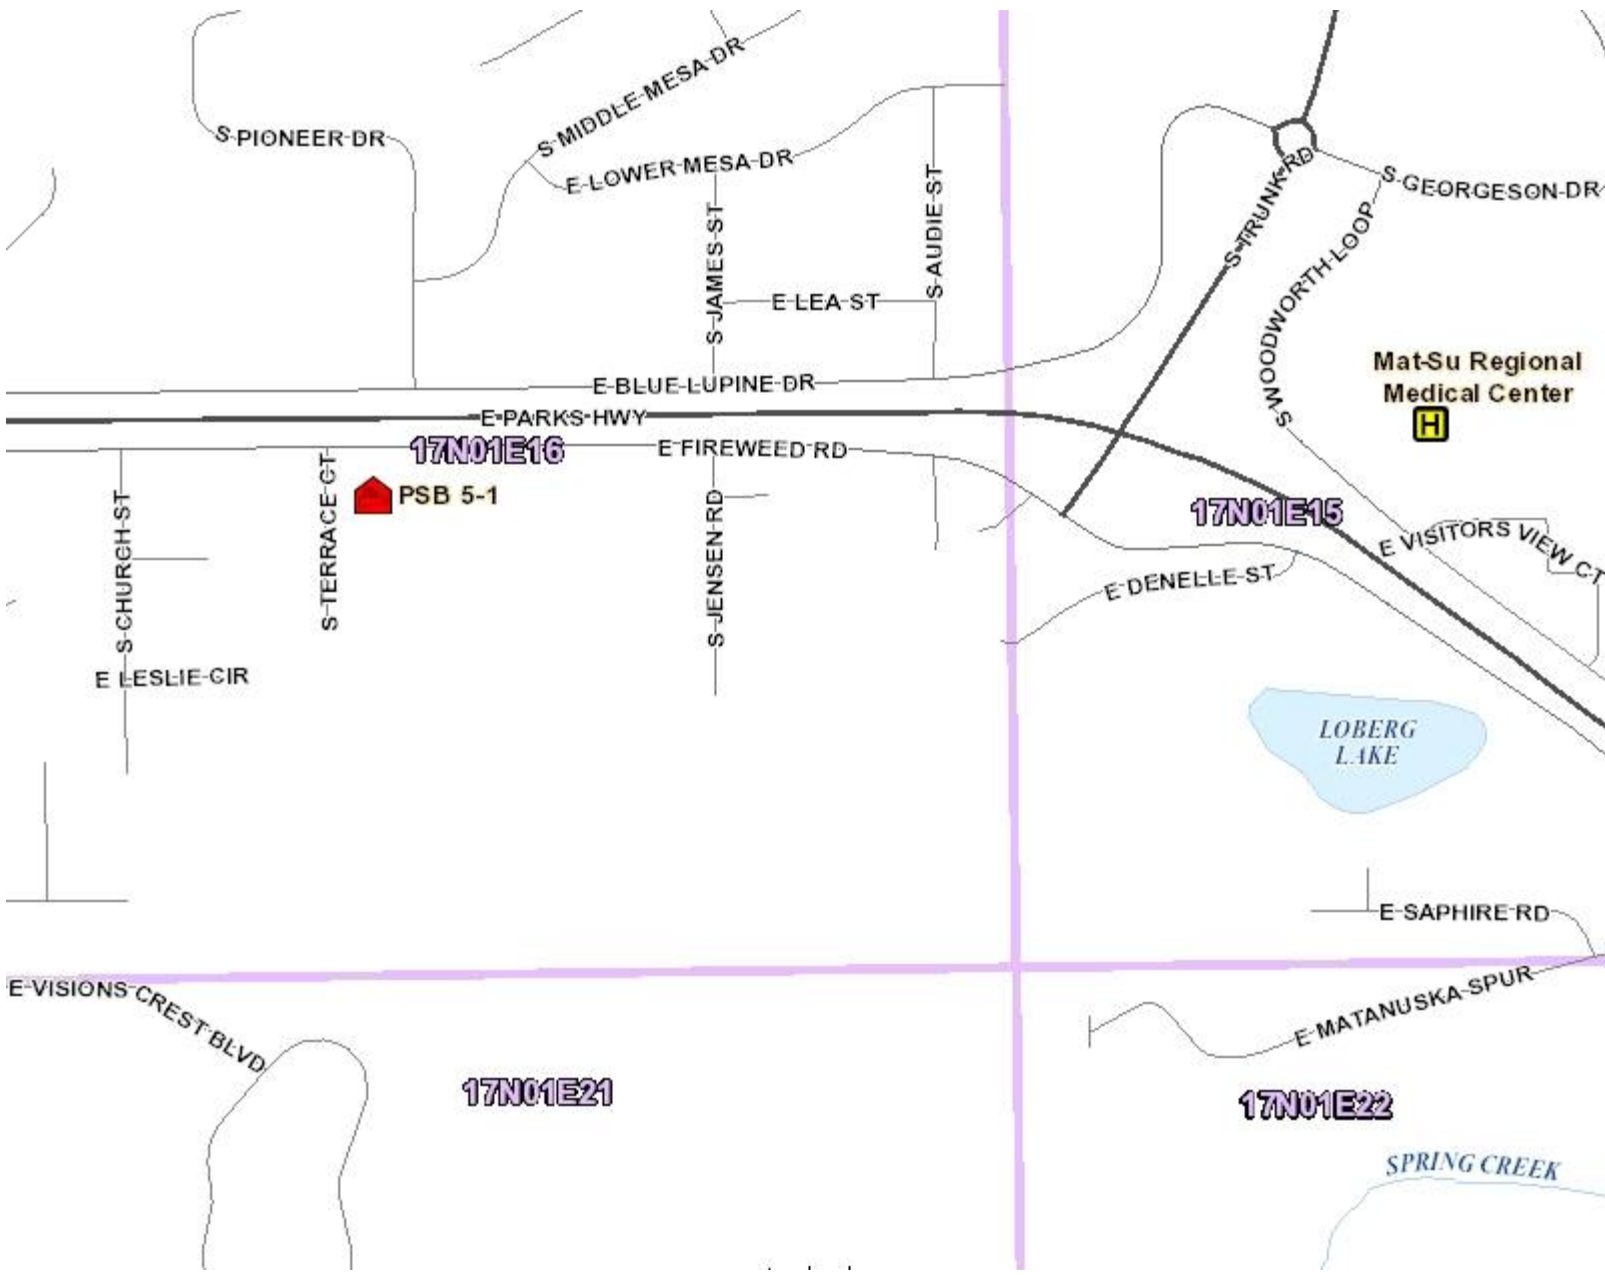 S MIDDLE MESA DR
S PIONEER DR
E LOWER MESA DR
S TRUNK RD
S GEORGESON DR
S AUDIE ST
S JAMES ST
S WOODWORTH LOOP
E LEA ST
Mat-Su Regional
Medical Center
H
E BLUE LUPINE DR
E PARKS HWY
17N01E16
E FIREWEED RD
PSB 5-1
S CHURCH ST
S TERRACE CT
S JENSEN RD
17N01E15
E VISITORS VIEW CT
E DENELLE ST
E LESLIE CIR
LOBERG
LAKE
E SAPHIRE RD
E VISIONS CREST BLVD
E MATANUSKA SPUR
17N01E21
17N01E22
SPRING CREEK